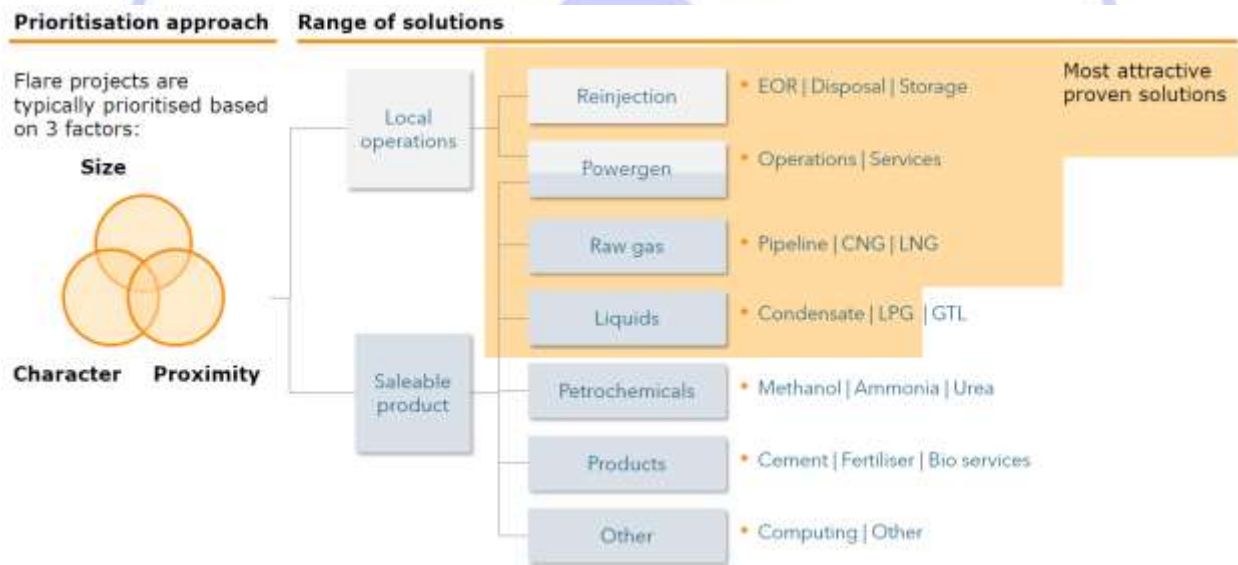 Prioritisation approach
Range of solutions
Flare projects are
typically prioritised based
on 3 factors:
Size
Character
Proximity
Local
operations
Saleable
product
Reinjection
• EOR | Disposal | Storage
Most attractive
proven solutions
Powergen
• Operations | Services
Raw gas
• Pipeline | CNG | LNG
Liquids
• Condensate | LPG | GTL
Petrochemicals
• Methanol | Ammonia | Urea
Products
• Cement | Fertiliser | Bio services
Other
• Computing | Other